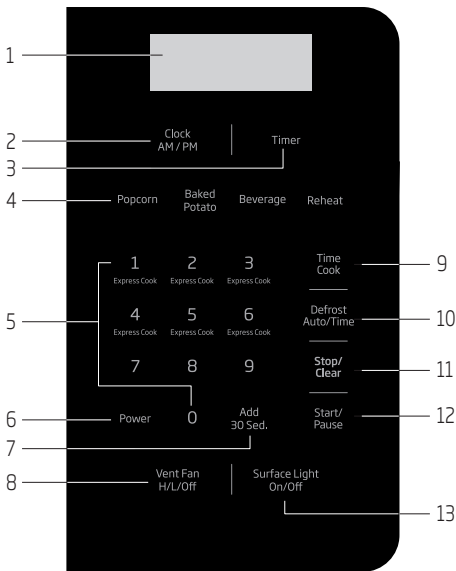 1
2
Clock
AM / PM
Timer
3
4
Popcorn
Baked
Potato
Beverage
Reheat
1
2
3
Express Cook
Express Cook
Express Cook
Time
Cook
9
5
4
5
6
Express Cook
Express Cook
Express Cook
Defrost
Auto/Time
10
7
8
9
Stop/
Clear
11
6
Power
0
Add
30 Sed.
Start/
Pause
12
7
8
Vent Fan
H/L/Off
Surface Light
On/Off
13